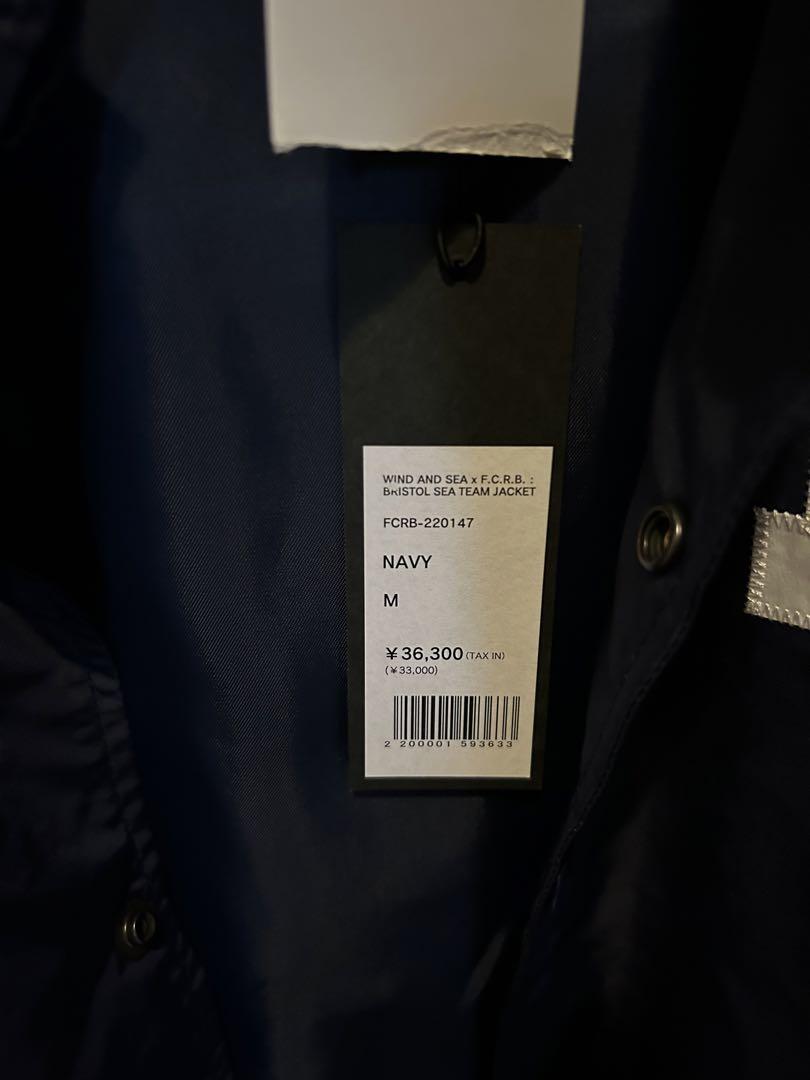 WIND AND SEA x F.C.R.B. :
BRISTOL SEA TEAM JACKET
FCRB-220147
NAVY
M
¥36,300(TAX IN)
(¥33,000)
2 200001 593633